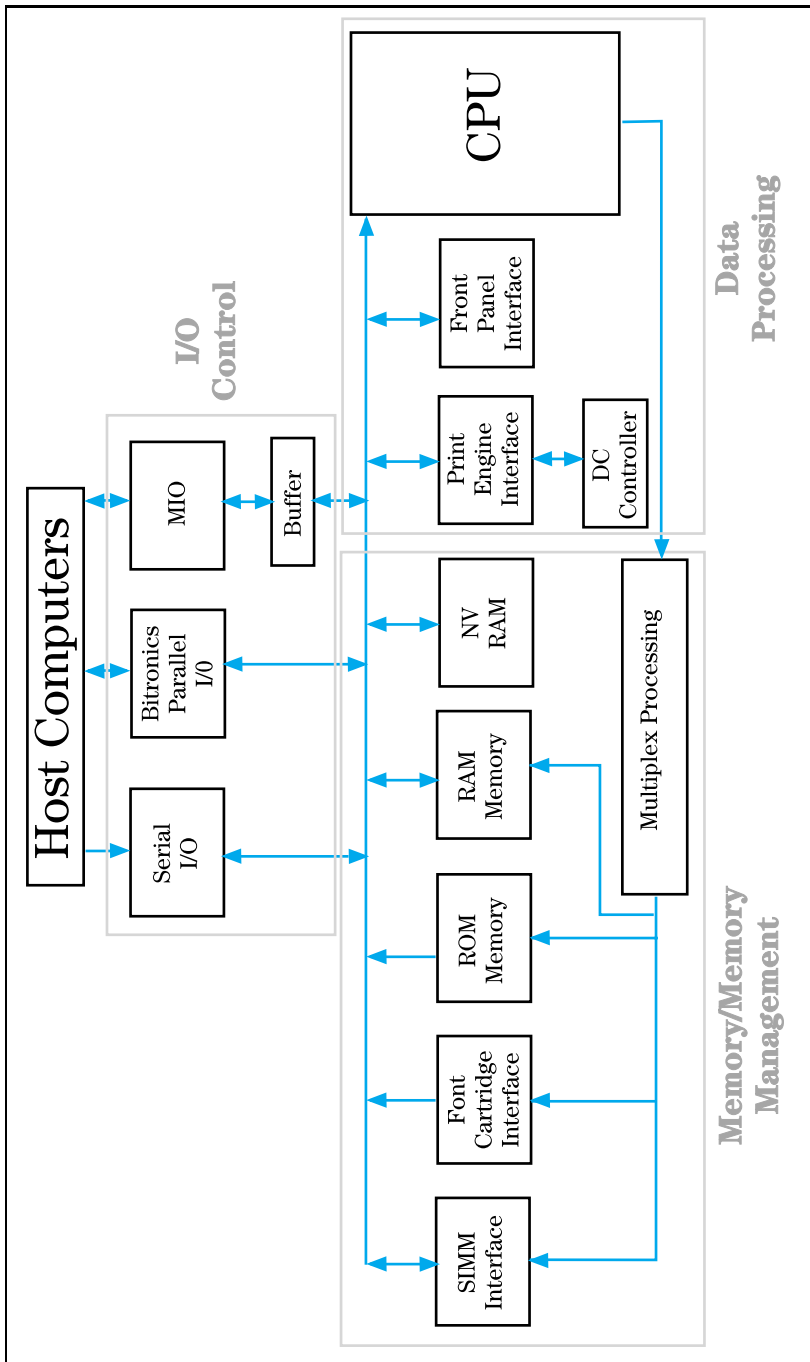 Host Computers
Serial
I/O
Bitronics
Parallel
I/0
MIO
Buffer
I/O
Control
SIMM
Interface
Font
Cartridge
Interface
ROM
Memory
RAM
Memory
NV
RAM
Print
Engine
Interface
Front
Panel
Interface
CPU
DC
Controller
Multiplex Processing
Memory/Memory
Management
Data
Processing